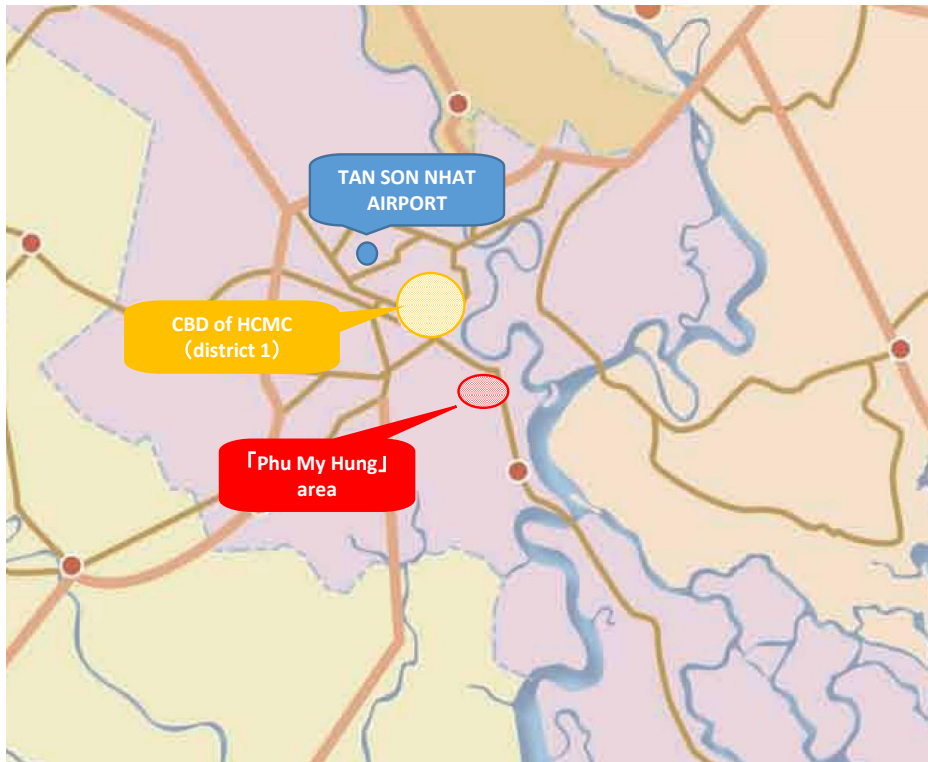 TAN SON NHAT
AIRPORT
CBD of HCMC
（district 1）
｢Phu My Hung｣
area